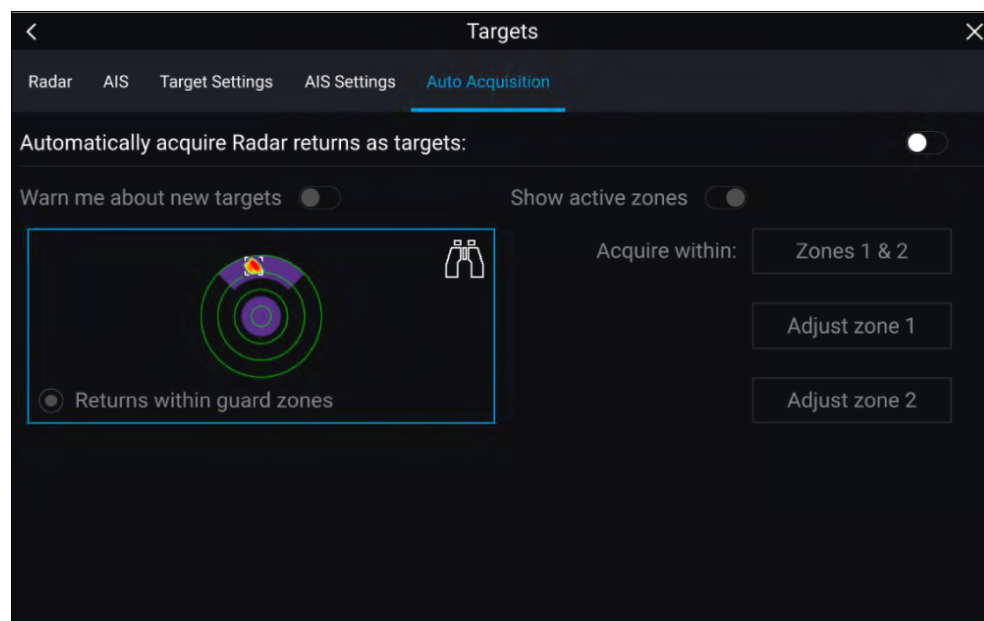 Targets
Radar AIS Target Settings AIS Settings Auto Acquisition
Automatically acquire Radar returns as targets:
Warn me about new targets Show active zones
Acquire within: Zones 1 & 2
Adjust zone 1
Returns within guard zones Adjust zone 2